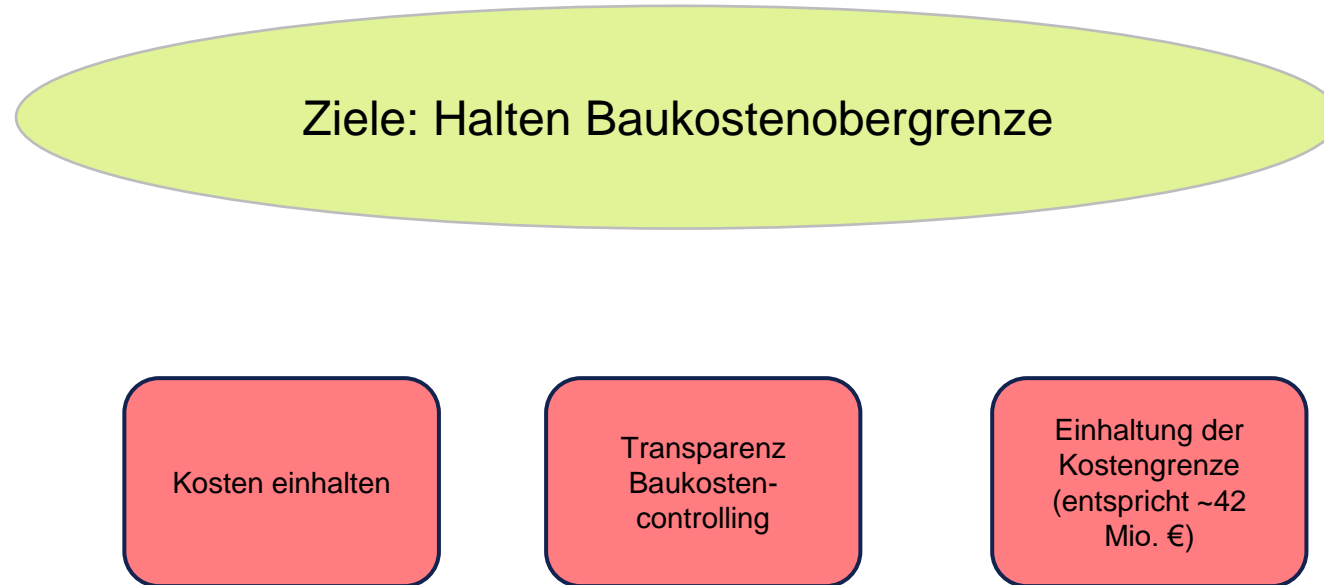 Ziele: Halten Baukostenobergrenze
Kosten einhalten
Transparenz
Baukosten-
controlling
Einhaltung der
Kostengrenze
(entspricht ~42
Mio. €)